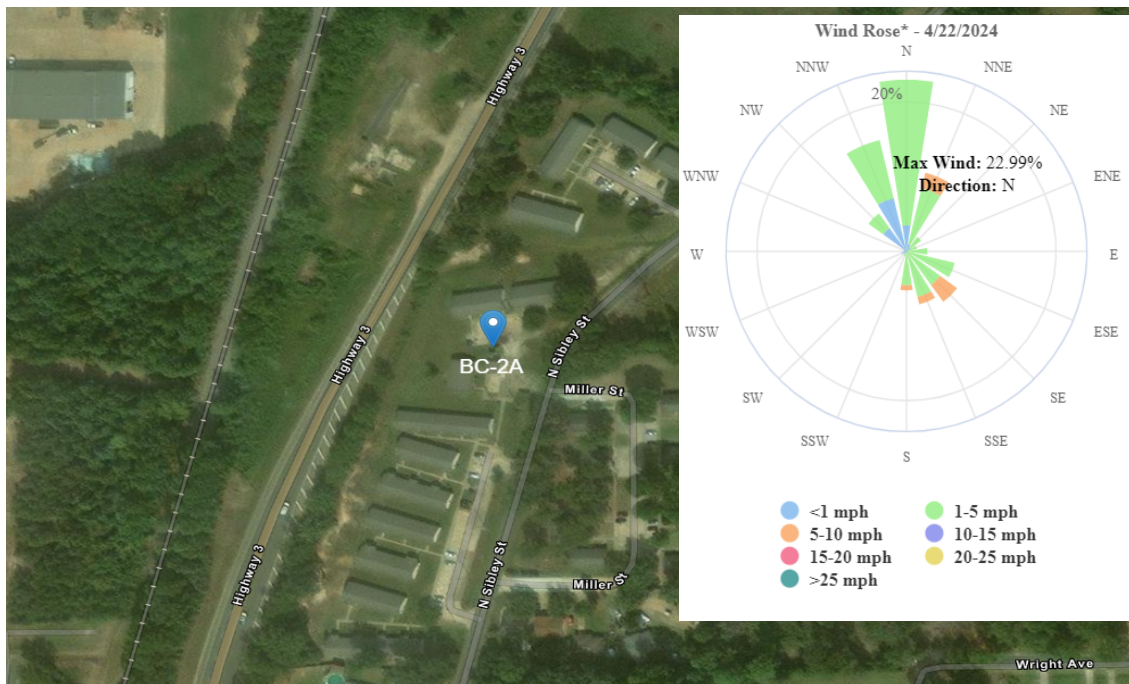 Wind Rose* - 4/22/2024
N
NNW
NNE
NW
20%
NE
Max Wind: 22.99%
WNW
ENE
Direction: N
W
E
WSW
ESE
SW
SE
SSW
SSE
S
<1 mph
1-5 mph
5-10 mph
10-15 mph
15-20 mph
20-25 mph
>25 mph
Highway 3
Highway 3
Highway 3
BC-2A
N Sibley St
Miller St
N Sibley St
Miller St
Wright Ave